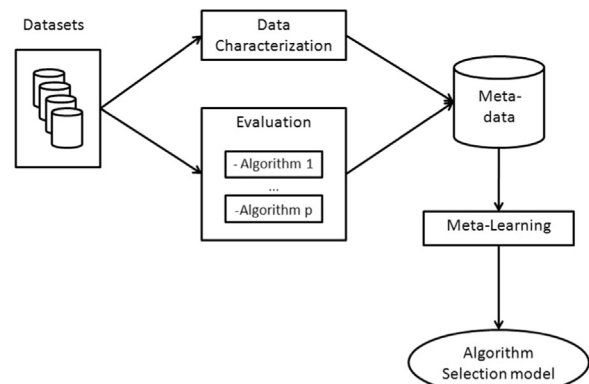 Datasets
Data
Characterization
Evaluation
- Algorithm 1
...
-Algorithm p
Meta-
data
Meta-Learning
Algorithm
Selection model